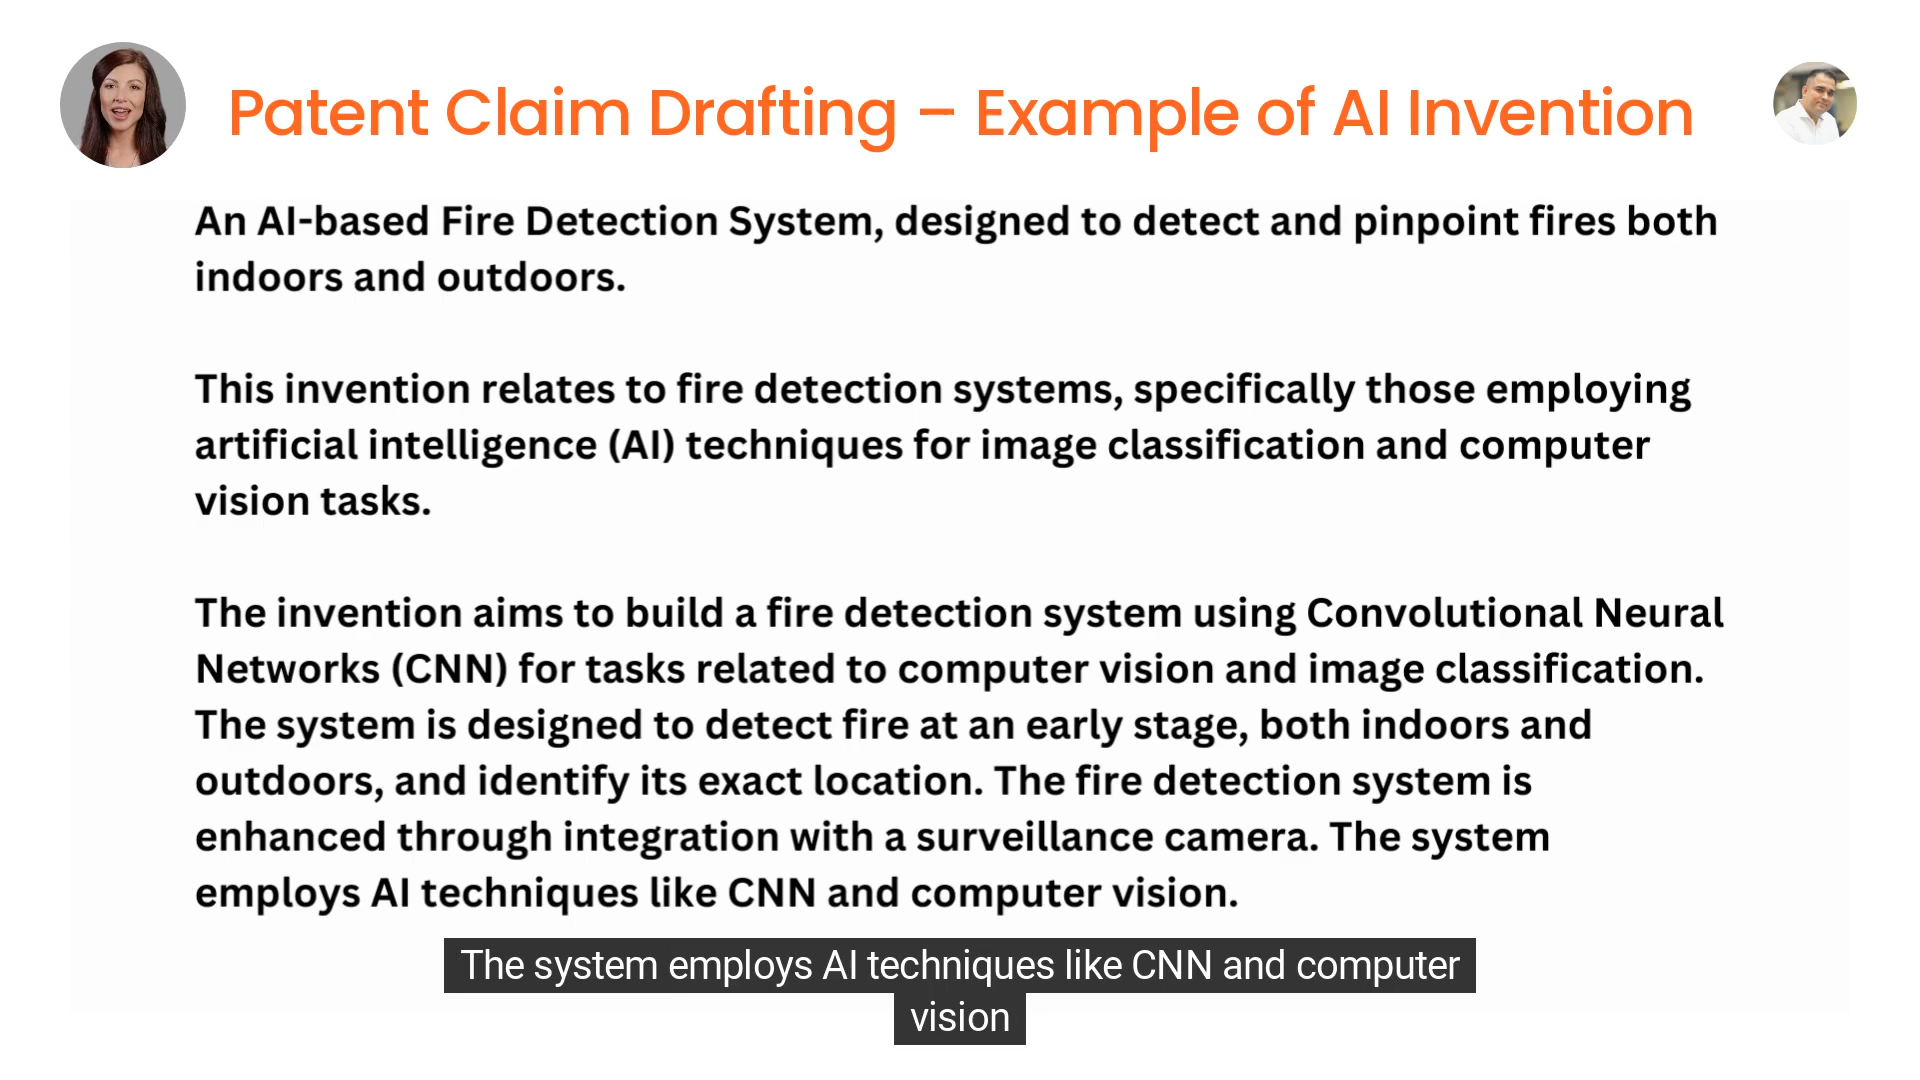 Patent Claim Drafting – Example of AI Invention
An AI-based Fire Detection System, designed to detect and pinpoint fires both
indoors and outdoors.
This invention relates to fire detection systems, specifically those employing
artificial intelligence (AI) techniques for image classification and computer
vision tasks.
The invention aims to build a fire detection system using Convolutional Neural
Networks (CNN) for tasks related to computer vision and image classification.
The system is designed to detect fire at an early stage, both indoors and
outdoors, and identify its exact location. The fire detection system is
enhanced through integration with a surveillance camera. The system
employs AI techniques like CNN and computer vision.
The system employs AI techniques like CNN and computer
vision